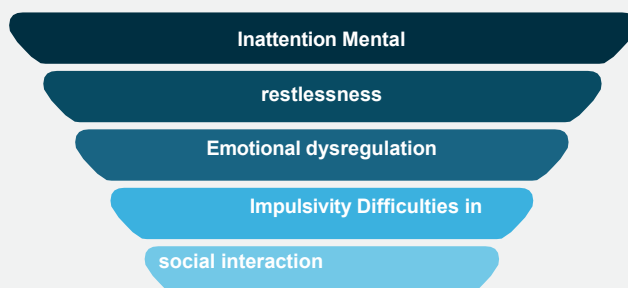 Inattention Mental
restlessness
Emotional dysregulation
Impulsivity Difficulties in
social interaction